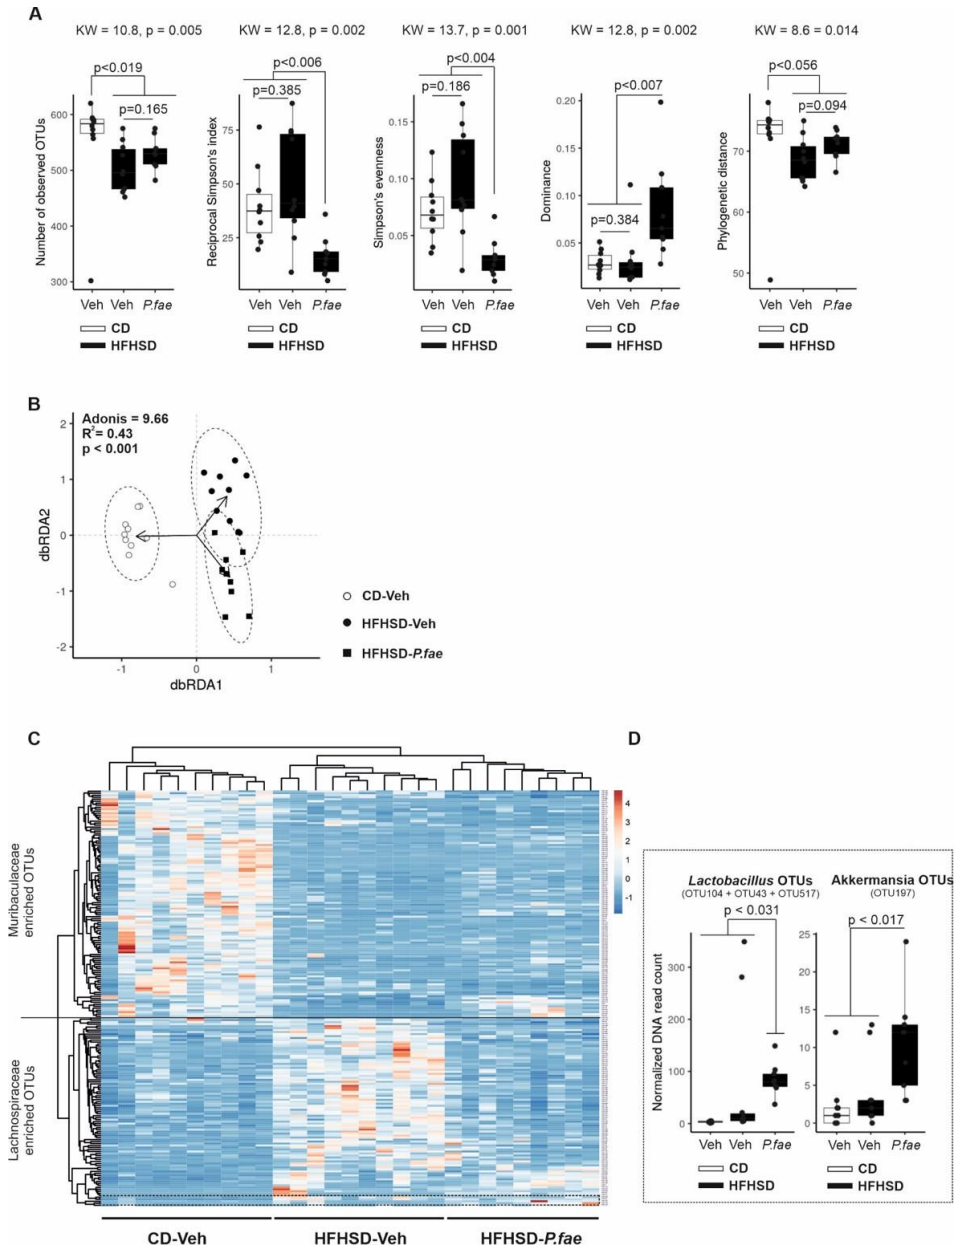 A
KW = 10.8, p = 0.005
KW = 12.8, p = 0.002
KW = 13.7, p = 0.001
KW = 12.8, p = 0.002
KW = 8.6 = 0.014
p<0.019
p=0.165
Number of observed OTUs
600
500
400
300
Veh Veh P.fae
CD
HFHSD
p<0.006
p=0.385
Reciprocal Simpson's index
75
50
25
Veh Veh P.fae
CD
HFHSD
p<0.004
p=0.186
Simpson's evenness
0.15
0.10
0.05
Veh Veh P.fae
CD
HFHSD
p<0.007
p=0.384
Dominance
0.20
0.15
0.10
0.05
Veh Veh P.fae
CD
HFHSD
p<0.056
p=0.094
Phylogenetic distance
70
60
50
Veh Veh P.fae
CD
HFHSD
B
Adonis = 9.66
R²= 0.43
p < 0.001
dbRDA2
2
1
0
-1
-2
-1 0 1
dbRDA1
CD-Veh
HFHSD-Veh
HFHSD-P.fae
C
Muribaculaceae
enriched OTUs
Lachnospiraceae
enriched OTUs
4
3
2
1
0
-1
CD-Veh
HFHSD-Veh
HFHSD-P.fae
D
Lactobacillus OTUs
(OTU104 + OTU43 + OTU517)
p < 0.031
Normalized DNA read count
300
200
100
0
Veh Veh P.fae
CD
HFHSD
Akkermansia OTUs
(OTU197)
p < 0.017
25
20
15
10
5
0
Veh Veh P.fae
CD
HFHSD